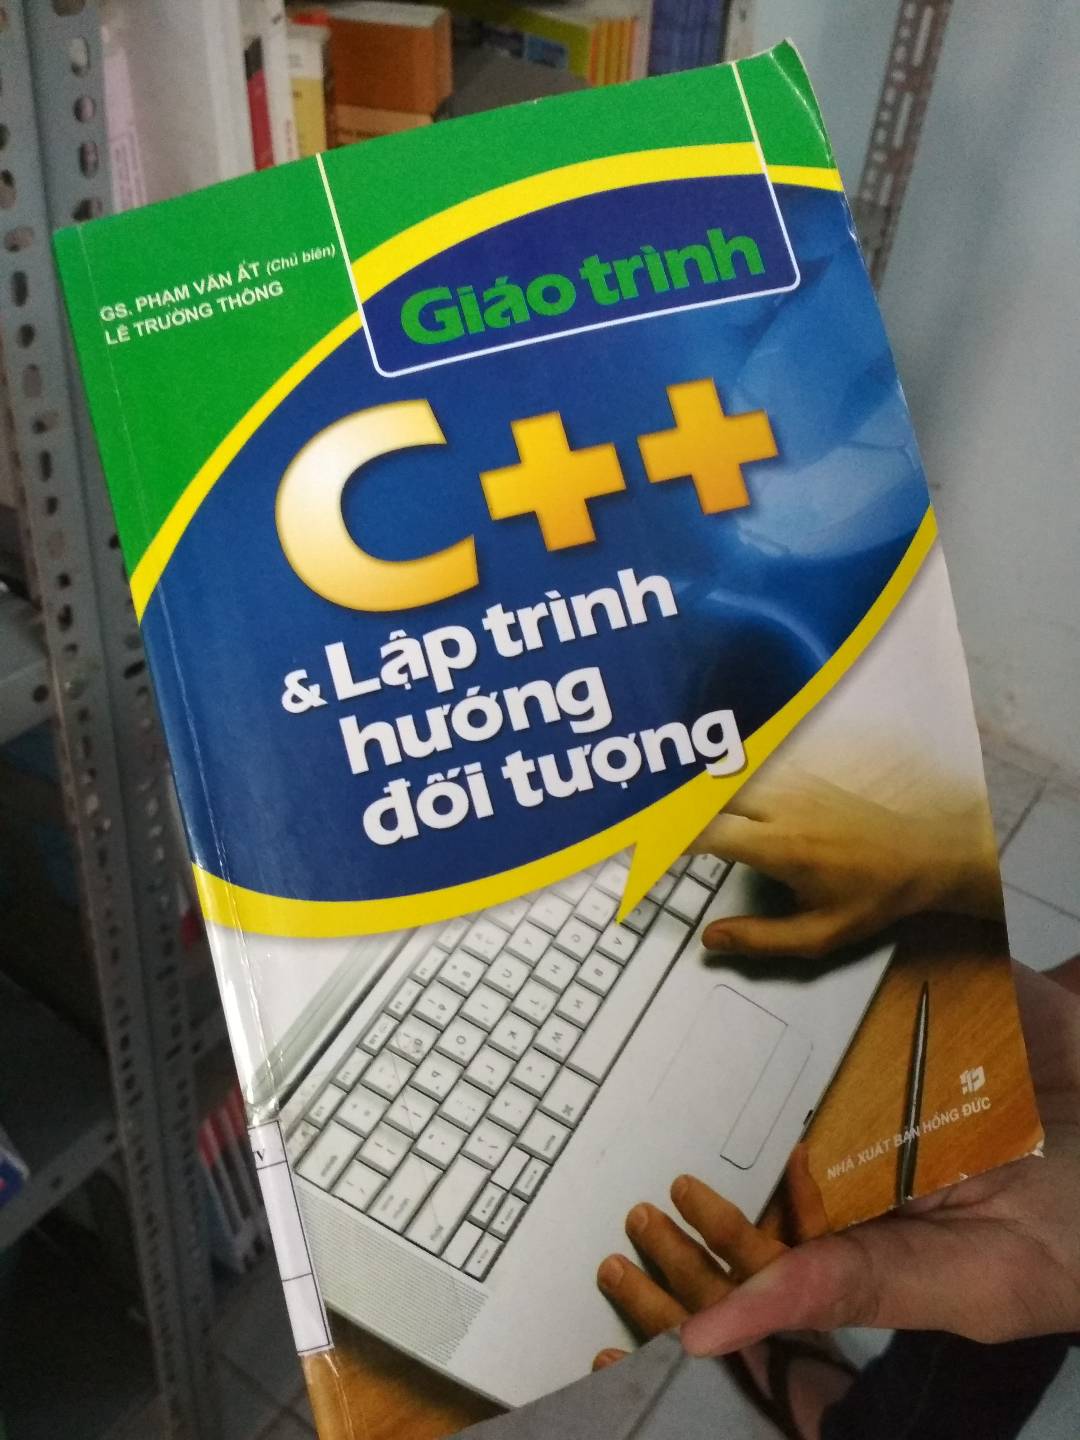 GS. PHẠM VĂN ẤT (Chủ biên)
LÊ TRƯỜNG THÔNG
Giáo trình
C++
& Lập trình
hướng
đối tượng
NHÀ XUẤT BẢN HỒNG ĐỨC
V